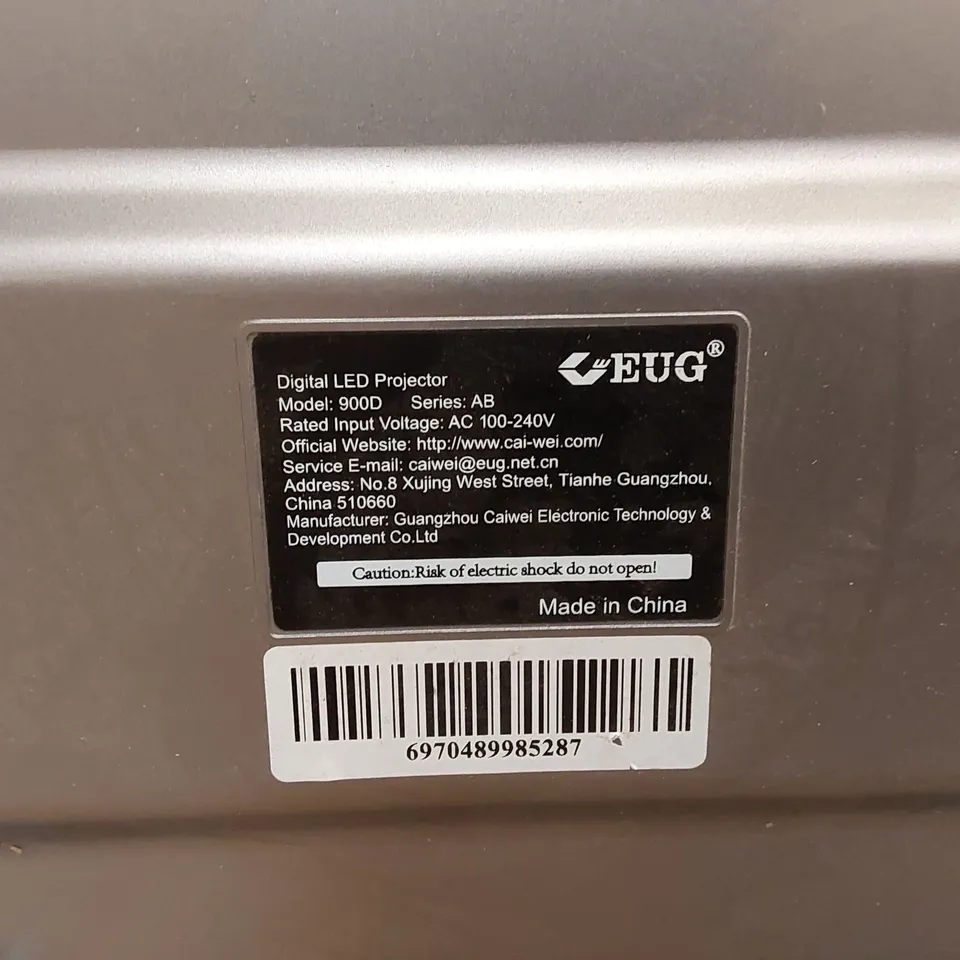 EUG®
Digital LED Projector
Model: 900D Series: AB
Rated Input Voltage: AC 100-240V
Official Website: http://www.cai-wei.com/
Service E-mail: caiwei@eug.net.cn
Address: No.8 Xujing West Street, Tianhe Guangzhou,
China 510660
Manufacturer: Guangzhou Caiwei Electronic Technology &
Development Co.Ltd
Caution:Risk of electric shock do not open!
Made in China
6970489985287